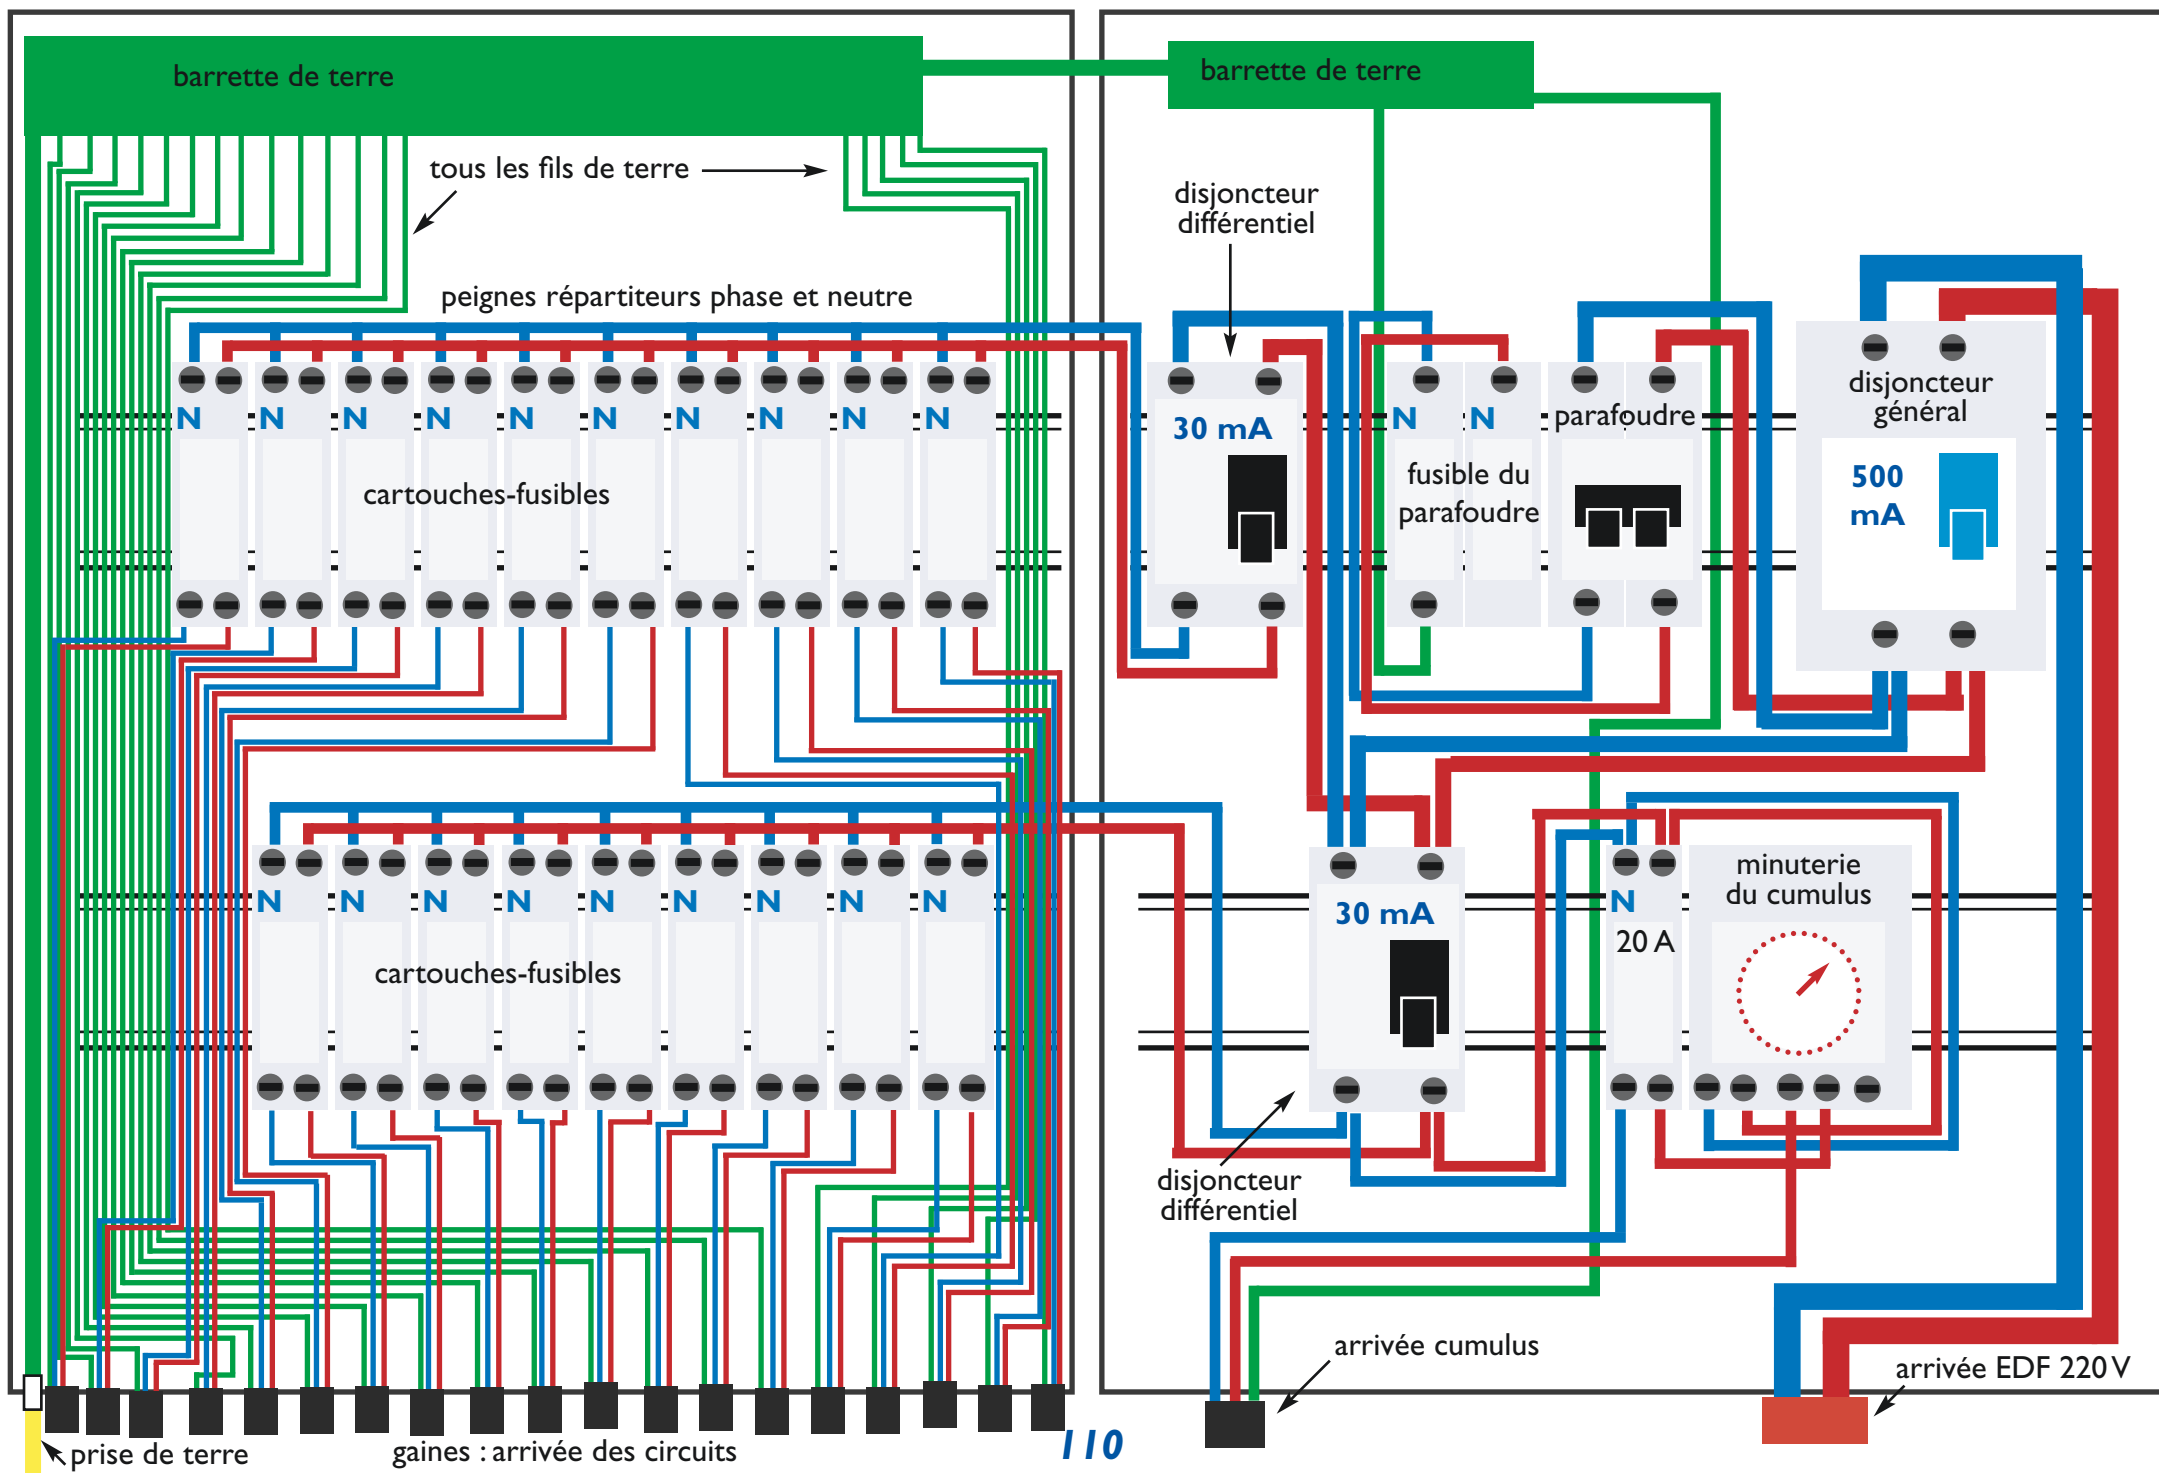 barrette de terre
barrette de terre
tous les fils de terre
disjoncteur
différentiel
peignes répartiteurs phase et neutre
N N N N N N N N N N
cartouches-fusibles
30 mA
N N
fusible du
parafoudre
parafoudre
disjoncteur
général
500
mA
N N N N N N N N N
cartouches-fusibles
30 mA
N
20 A
minuterie
du cumulus
disjoncteur
différentiel
arrivée cumulus
arrivée EDF 220 V
prise de terre
gaines : arrivée des circuits
110